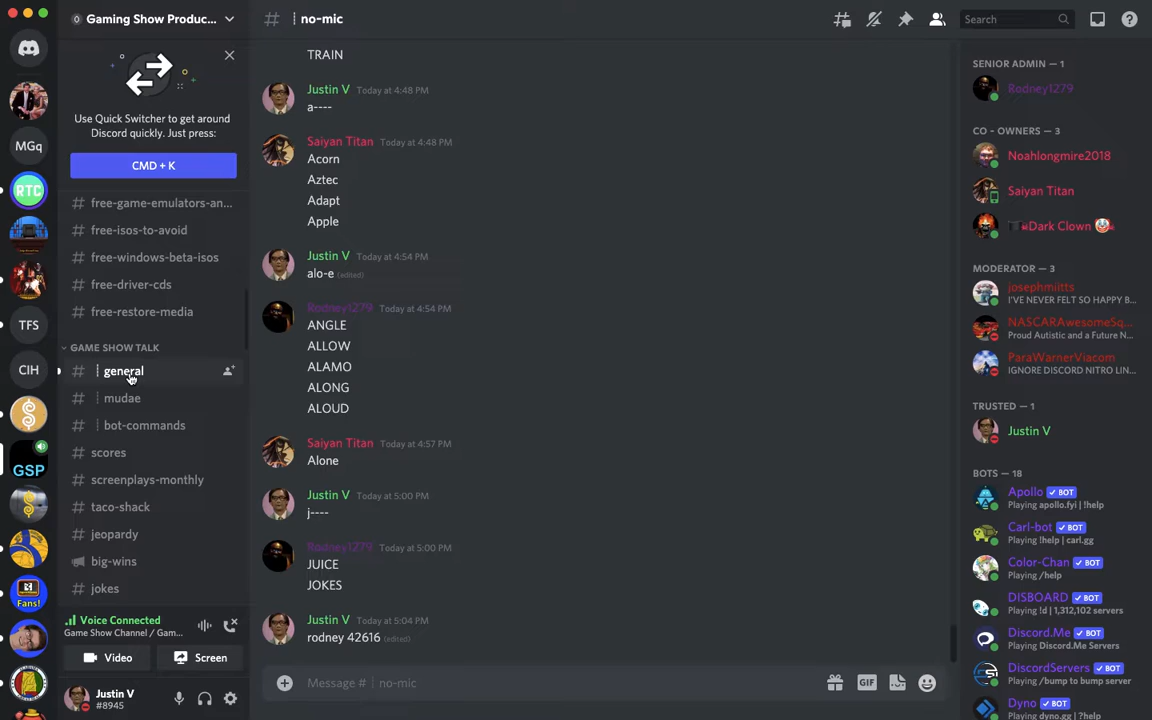 Gaming Show Produc...
Use Quick Switcher to get around
Discord quickly. Just press:
CMD + K
free-game-emulators-an...
free-isos-to-avoid
free-windows-beta-isos
free-driver-cds
free-restore-media
GAME SHOW TALK
general
mudae
bot-commands
scores
screenplays-monthly
taco-shack
jeopardy
big-wins
jokes
Voice Connected
Game Show Channel / Gam...
Video
Screen
Justin V
#8945
MGq
RTC
TFS
CIH
GSP
Fans!
no-mic
Search
TRAIN
Justin V Today at 4:48 PM
a----
Saiyan Titan Today at 4:48 PM
Acorn
Aztec
Adapt
Apple
Justin V Today at 4:54 PM
alo-e (edited)
Rodney1279 Today at 4:54 PM
ANGLE
ALLOW
ALAMO
ALONG
ALOUD
Saiyan Titan Today at 4:57 PM
Alone
Justin V Today at 5:00 PM
j----
Rodney1279 Today at 5:00 PM
JUICE
JOKES
Justin V Today at 5:04 PM
rodney 42616 (edited)
Message # ┊no-mic
GIF
SENIOR ADMIN — 1
Rodney1279
CO - OWNERS — 3
Noahlongmire2018
Saiyan Titan
Dark Clown
MODERATOR — 3
josephmiitts
I'VE NEVER FELT SO HAPPY B...
NASCARAwesomeSq...
Proud Autistic and a Future N...
ParaWarnerViacom
IGNORE DISCORD NITRO LIN...
TRUSTED — 1
Justin V
BOTS — 18
Apollo ✓ BOT
Playing apollo.fyi | !help
Carl-bot ✓ BOT
Playing !help | carl.gg
Color-Chan ✓ BOT
Playing /help
DISBOARD ✓ BOT
Playing !d | 1,312,102 servers
Discord.Me ✓ BOT
Playing Discord.Me Servers
DiscordServers ✓ BOT
Playing /bump to bump server
Dyno ✓ BOT
Playing dyno.gg | ?help